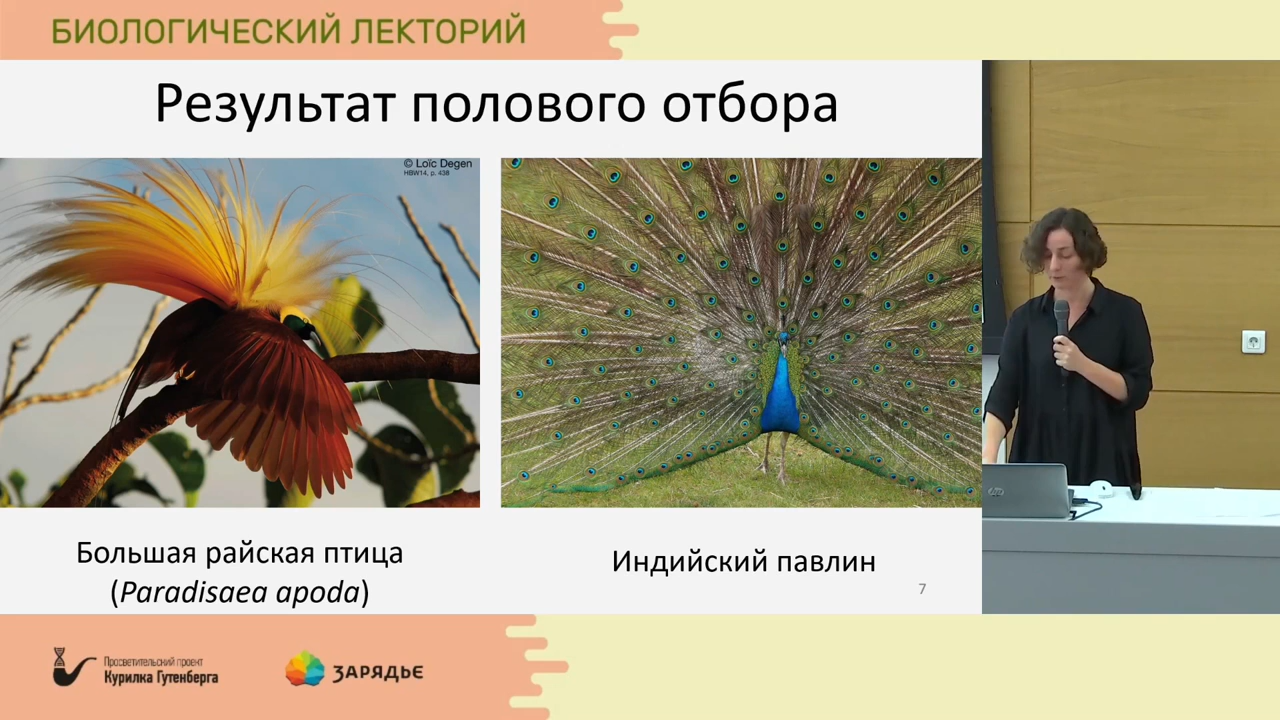 БИОЛОГИЧЕСКИЙ ЛЕКТОРИЙ
Результат полового отбора
© Loïc Degen
HBW14, p. 438
Большая райская птица
(Paradisaea apoda)
Индийский павлин
7
Просветительский проект
Курилка Гутенберга
ЗАРЯДЬЕ